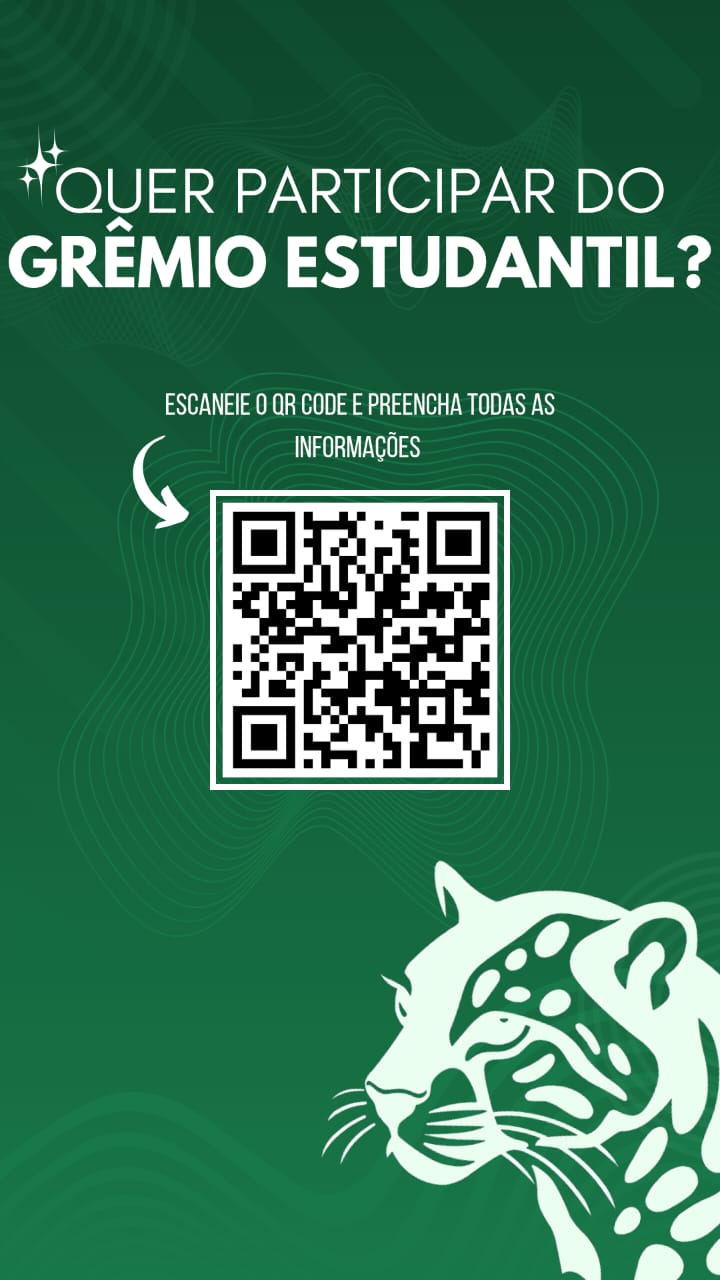 QUER PARTICIPAR DO
GRÊMIO ESTUDANTIL?
ESCANEIE O QR CODE E PREENCHA TODAS AS
INFORMAÇÕES